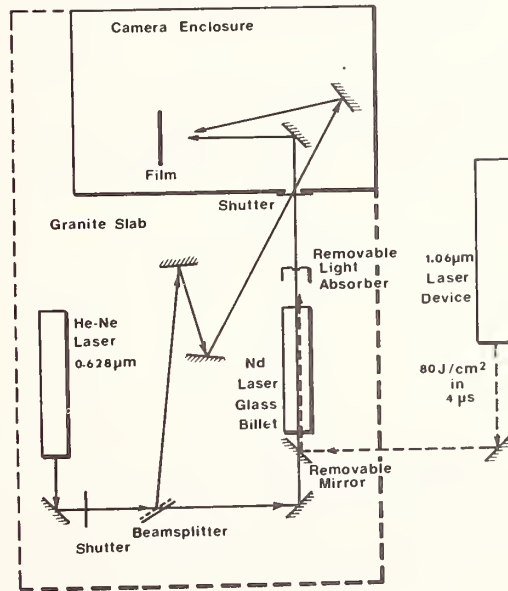 Camera Enclosure
Film
Shutter
Granite Slab
Removable
Light
Absorber
1.06μm
Laser
Device
He-Ne
Laser
0.628μm
Nd
Laser
Glass
Billet
80J/cm²
in
4 μs
Removable
Mirror
Beamsplitter
Shutter